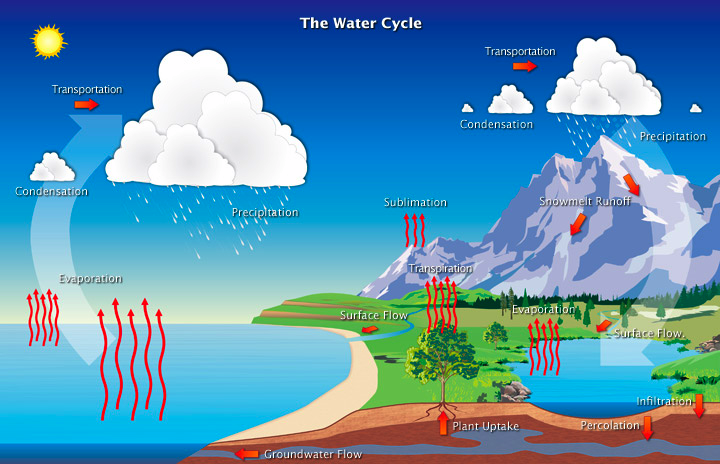 The Water Cycle
Transportation
Transportation
Condensation
Precipitation
Condensation
Precipitation
Sublimation
Snowmelt Runoff
Transpiration
Evaporation
Evaporation
Surface Flow
Surface Flow.
Infiltration
Plant Uptake
Percolation
Groundwater Flow